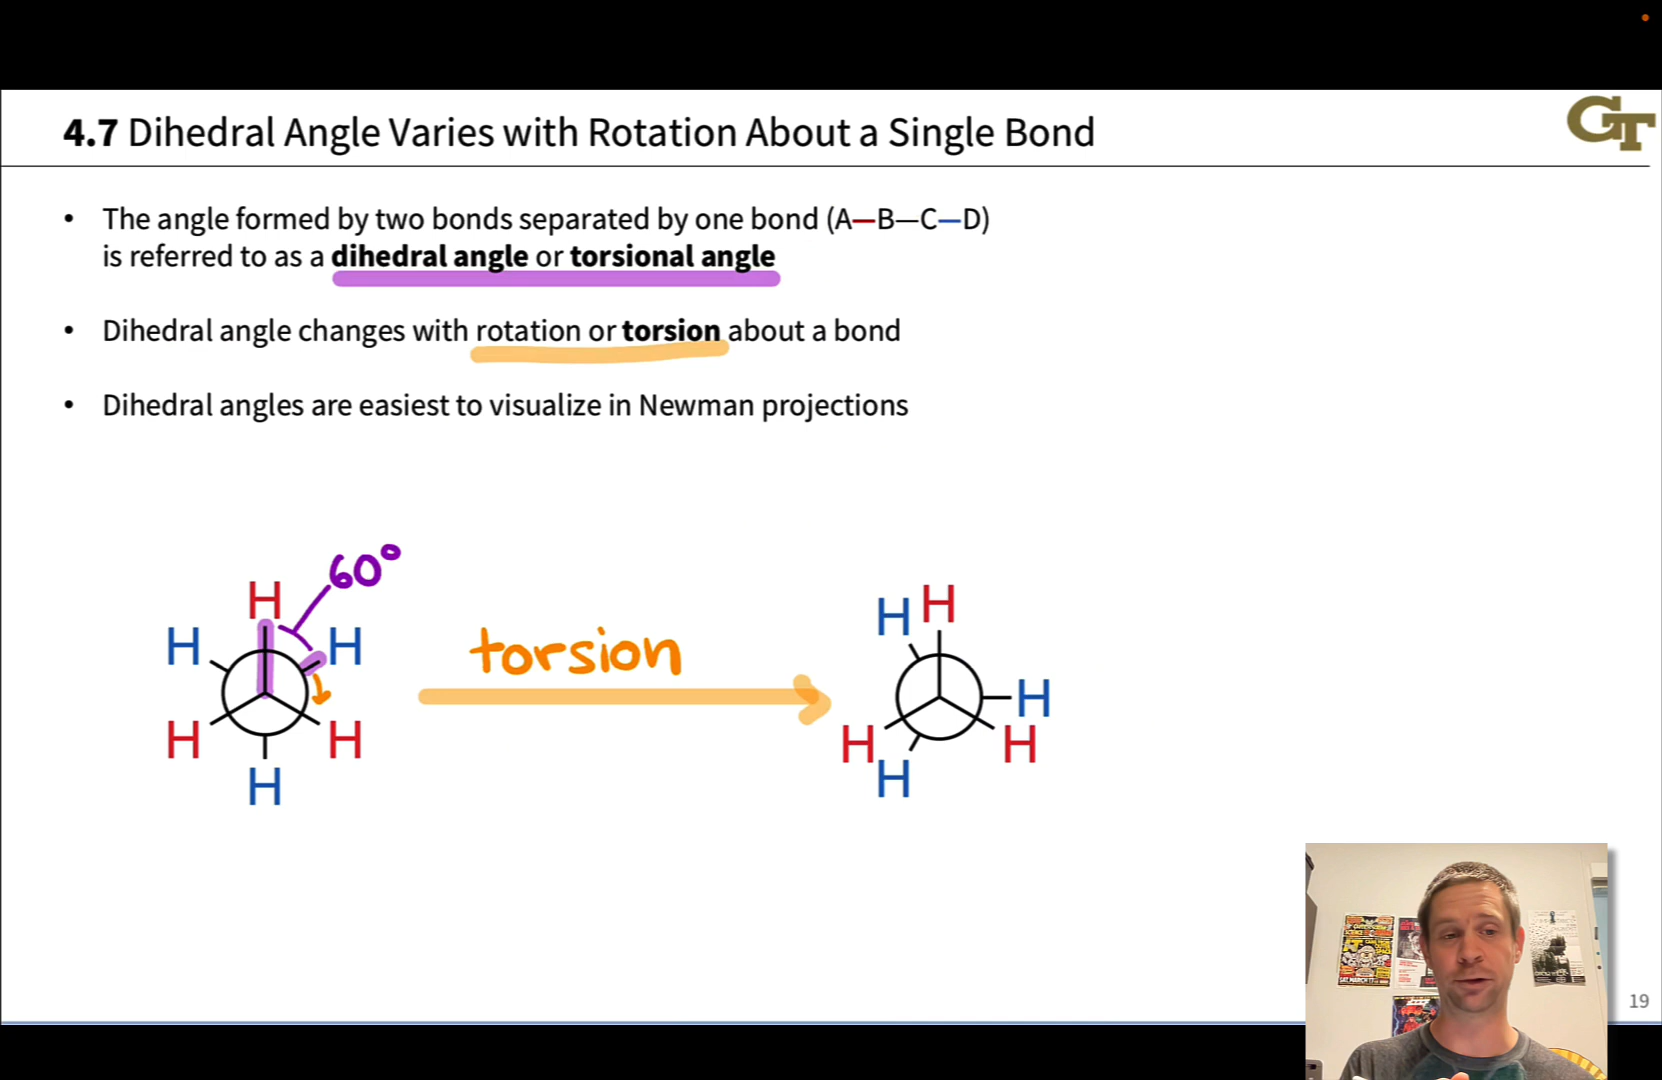 4.7 Dihedral Angle Varies with Rotation About a Single Bond
GT
• The angle formed by two bonds separated by one bond (A—B—C—D)
is referred to as a dihedral angle or torsional angle
• Dihedral angle changes with rotation or torsion about a bond
• Dihedral angles are easiest to visualize in Newman projections
60°
H
H H
H H
H
torsion
H H
H
H H
H
19